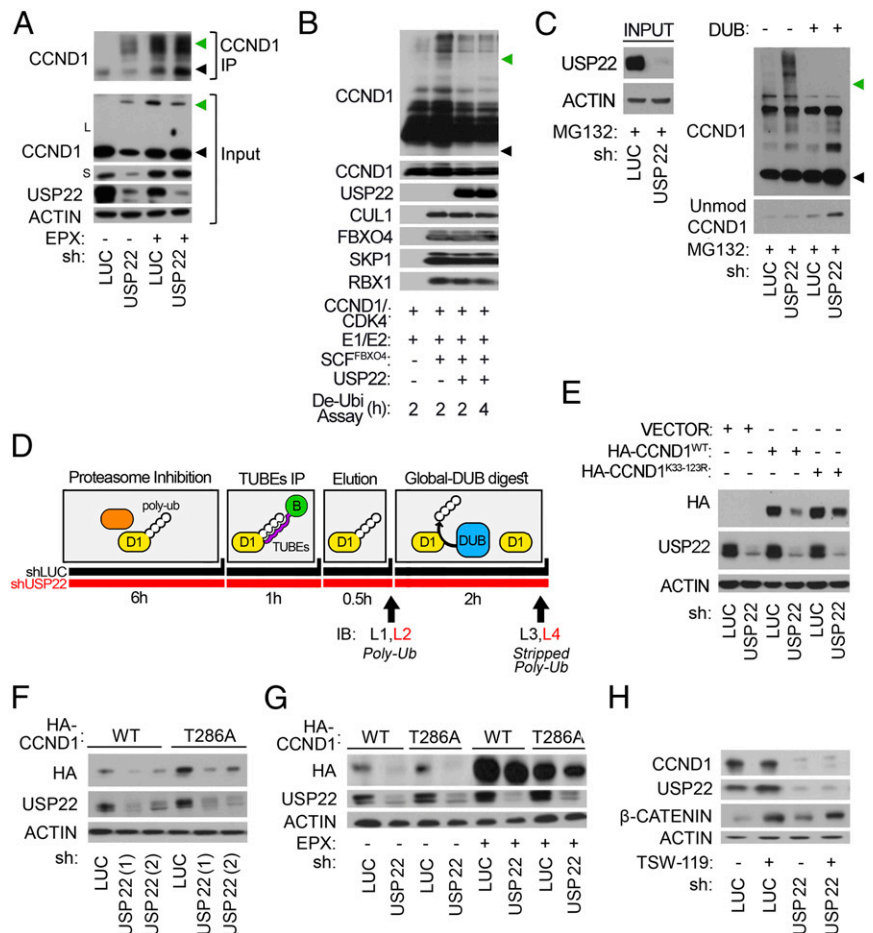 A
CCND1
CCND1
IP
L
CCND1
Input
S
USP22
ACTIN
EPX: - - + +
sh: LUC USP22 LUC USP22
B
CCND1
CCND1
USP22
CUL1
FBXO4
SKP1
RBX1
CCND1/
CDK4: + + + +
E1/E2: + + + +
SCF^FBXO4: - + + +
USP22: - - + +
De-Ubi
Assay (h): 2 2 2 4
C
INPUT
USP22
ACTIN
MG132: + +
sh: LUC USP22
DUB: - - + +
CCND1
Unmod
CCND1
MG132: + + + +
sh: LUC USP22 LUC USP22
D
Proteasome Inhibition TUBEs IP Elution Global-DUB digest
poly-ub
D1
B
D1
TUBEs
D1
D1
DUB
D1
shLUC
shUSP22
6h 1h 0.5h 2h
IB: L1,L2 L3,L4
Poly-Ub Stripped
Poly-Ub
E
VECTOR: + + - - - -
HA-CCND1^WT: - - + + - -
HA-CCND1^K33-123R: - - - - + +
HA
USP22
ACTIN
sh: LUC USP22 LUC USP22 LUC USP22
F
HA-
CCND1: WT T286A
HA
USP22
ACTIN
sh: LUC USP22 (1) USP22 (2) LUC USP22 (1) USP22 (2)
G
HA-
CCND1: WT T286A WT T286A
HA
USP22
ACTIN
EPX: - - - - + + + +
sh: LUC USP22 LUC USP22 LUC USP22 LUC USP22
H
CCND1
USP22
β-CATENIN
ACTIN
TSW-119: - + - +
sh: LUC LUC USP22 USP22